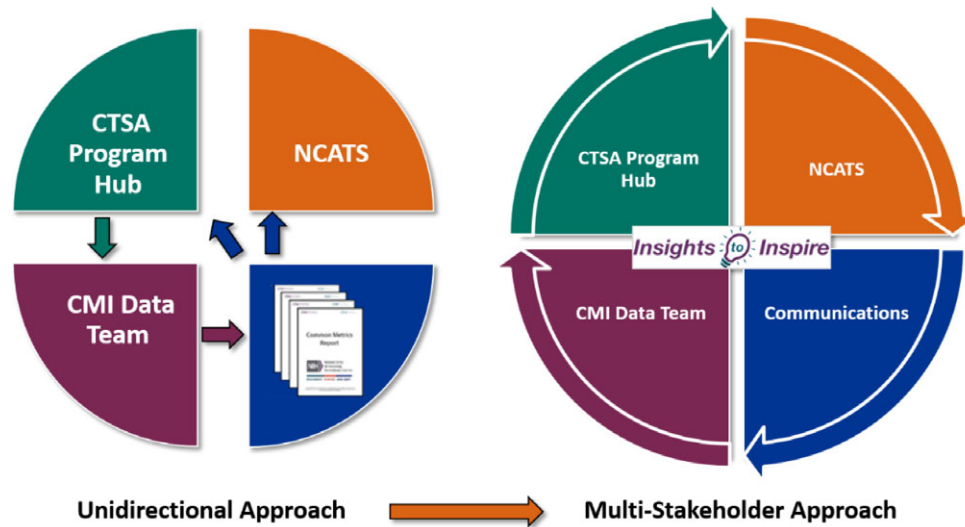 CTSA
Program
Hub
NCATS
CMI Data
Team
Common Metrics
Report
Unidirectional Approach
CTSA Program
Hub
NCATS
Insights to Inspire
CMI Data Team
Communications
Multi-Stakeholder Approach